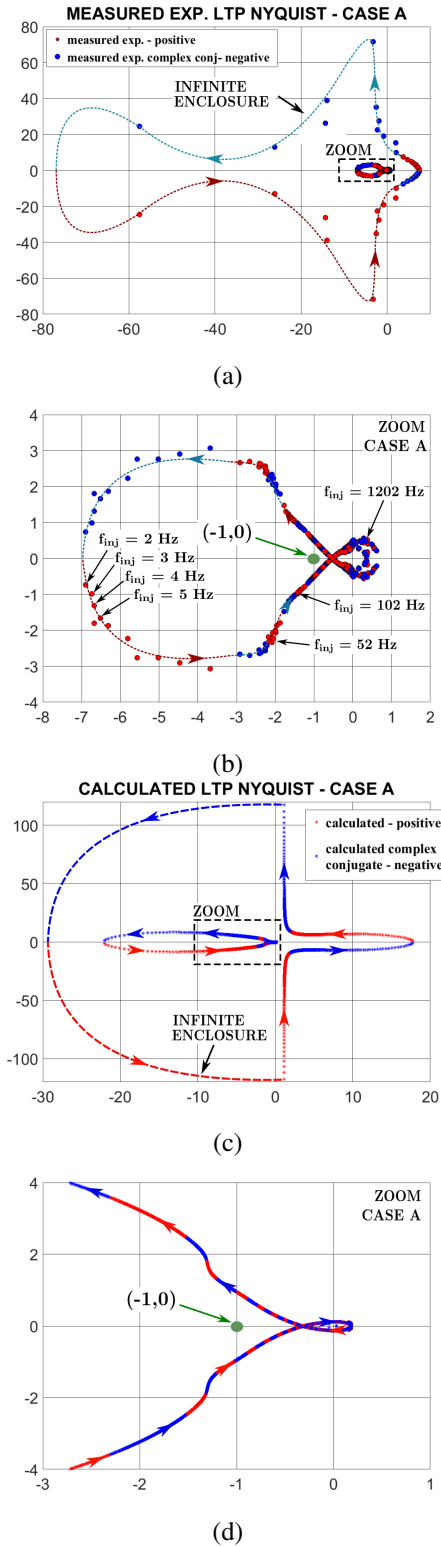 MEASURED EXP. LTP NYQUIST - CASE A
80
60
40
20
0
-20
-40
-60
-80
measured exp. - positive
measured exp. complex conj- negative
INFINITE
ENCLOSURE
ZOOM
-80 -60 -40 -20 0
(a)
4
3
2
1
0
-1
-2
-3
-4
ZOOM
CASE A
f_inj = 1202 Hz
(-1,0)
f_inj = 2 Hz
f_inj = 3 Hz
f_inj = 4 Hz
f_inj = 5 Hz
f_inj = 102 Hz
f_inj = 52 Hz
-8 -7 -6 -5 -4 -3 -2 -1 0 1 2
(b)
CALCULATED LTP NYQUIST - CASE A
100
50
0
-50
-100
calculated - positive
calculated complex
conjugate - negative
ZOOM
INFINITE
ENCLOSURE
-30 -20 -10 0 10 20
(c)
4
2
0
-2
-4
ZOOM
CASE A
(-1,0)
-3 -2 -1 0 1
(d)